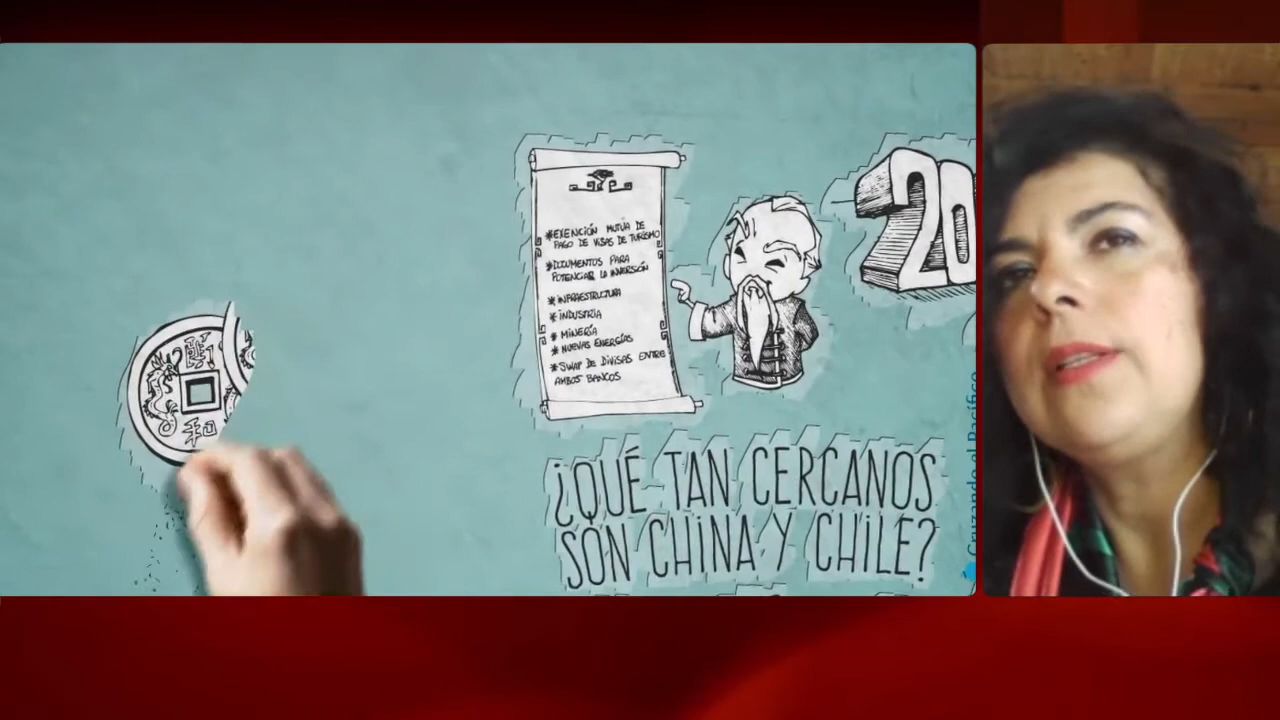 *EXENCIÓN MUTUA DE
PAGO DE VISAS DE TURISMO
*DOCUMENTOS PARA
POTENCIAR LA INVERSIÓN
*INFRAESTRUCTURA
*INDUSTRIA
*MINERÍA
*NUEVAS ENERGÍAS
*SWAP DE DIVISAS ENTRE
AMBOS BANCOS
20
¿QUÉ TAN CERCANOS
SON CHINA Y CHILE?
Cruzando el Pacífico